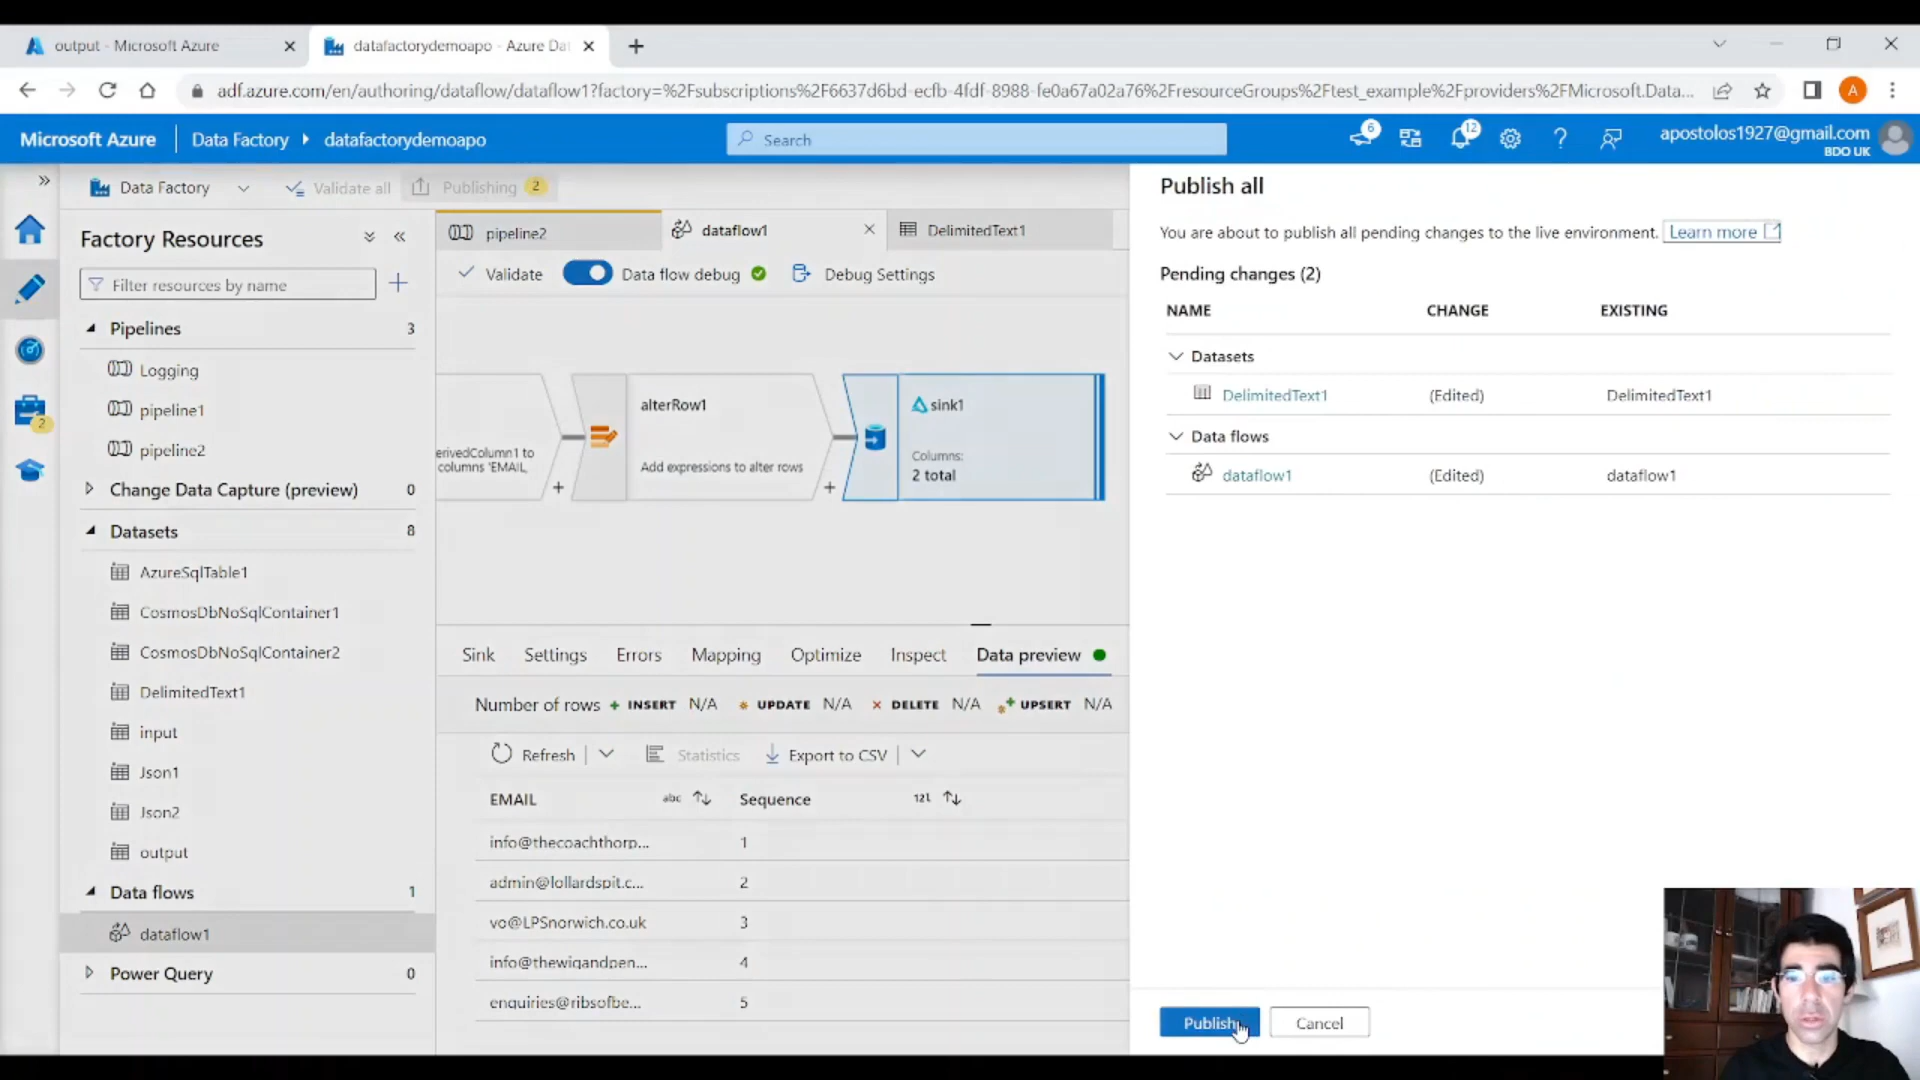 output - Microsoft Azure
datafactorydemoapo - Azure Dat
adf.azure.com/en/authoring/dataflow/dataflow1?factory=%2Fsubscriptions%2F6637d6bd-ecfb-4fdf-8988-fe0a67a02a76%2FresourceGroups%2Ftest_example%2Fproviders%2FMicrosoft.Data...
A
Microsoft Azure
Data Factory
datafactorydemoapo
Search
6
12
apostolos1927@gmail.com
BDO UK
Data Factory
Validate all
Publishing 2
2
Factory Resources
Filter resources by name
Pipelines 3
Logging
pipeline1
pipeline2
Change Data Capture (preview) 0
Datasets 8
AzureSqlTable1
CosmosDbNoSqlContainer1
CosmosDbNoSqlContainer2
DelimitedText1
input
Json1
Json2
output
Data flows 1
dataflow1
Power Query 0
pipeline2
dataflow1
DelimitedText1
Validate
Data flow debug
Debug Settings
erivedColumn1 to
columns 'EMAIL,
alterRow1
Add expressions to alter rows
sink1
Columns:
2 total
Sink Settings Errors Mapping Optimize Inspect Data preview
Number of rows + INSERT N/A UPDATE N/A DELETE N/A UPSERT N/A
Refresh Statistics Export to CSV
EMAIL abc Sequence 12l
info@thecoachthorp... 1
admin@lollardspit.c... 2
vo@LPSnorwich.co.uk 3
info@thewigandpen... 4
enquiries@ribsofbe... 5
Publish all
You are about to publish all pending changes to the live environment. Learn more
Pending changes (2)
NAME CHANGE EXISTING
Datasets
DelimitedText1 (Edited) DelimitedText1
Data flows
dataflow1 (Edited) dataflow1
Publish
Cancel